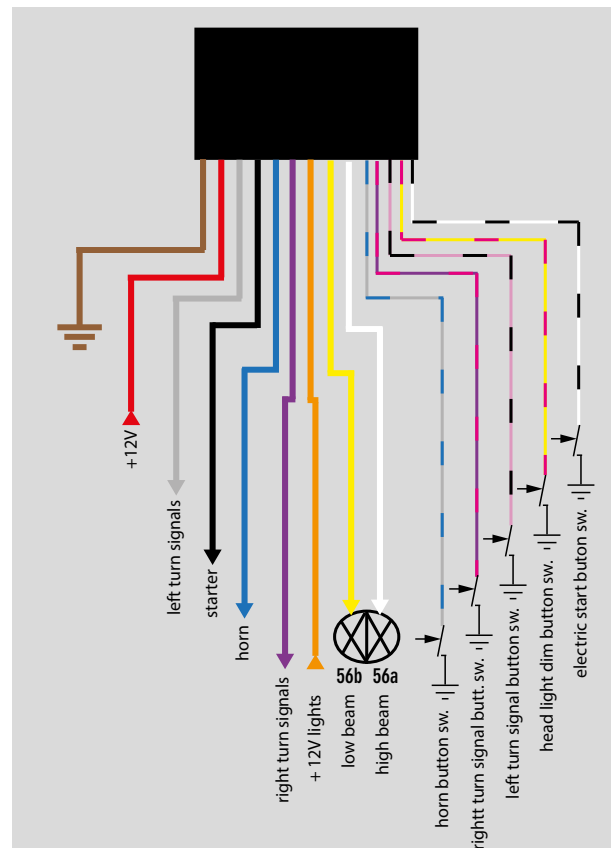 +12V
left turn signals
starter
horn
right turn signals
+ 12V lights
56b
low beam
56a
high beam
horn button sw.
rightt turn signal butt. sw.
left turn signal button sw.
head light dim button sw.
electric start buton sw.